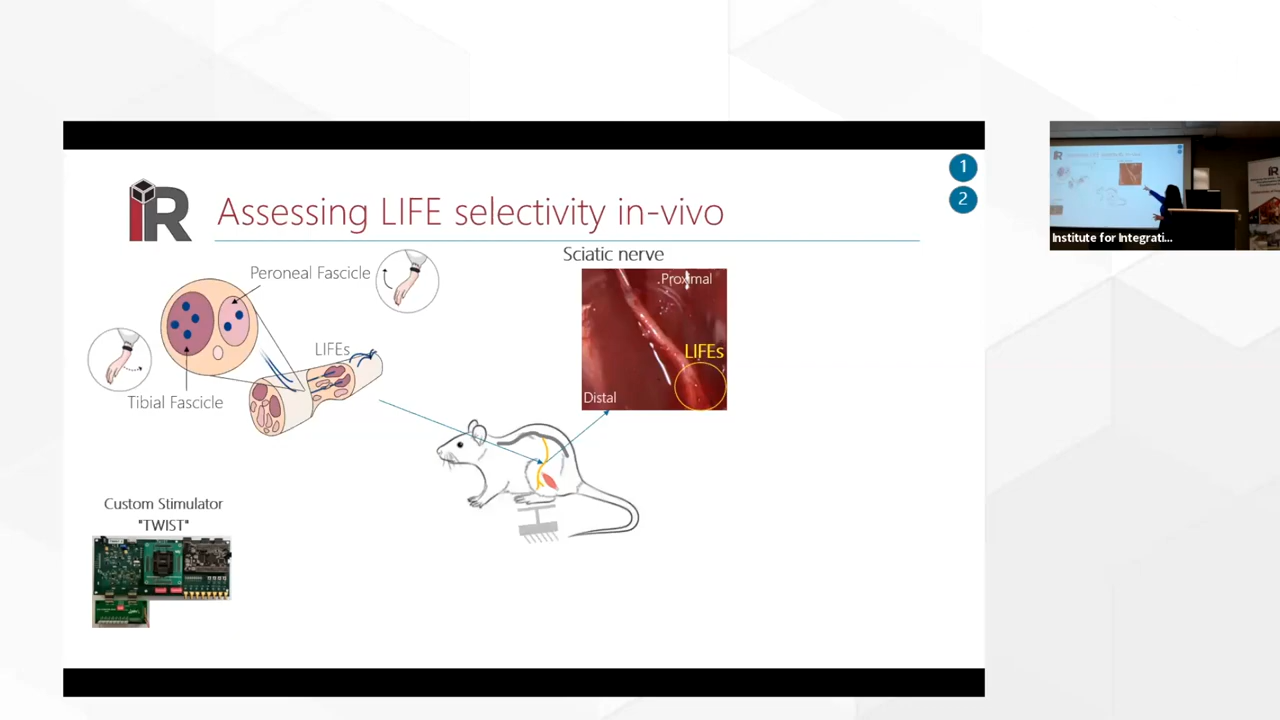 1
2
iR
Assessing LIFE selectivity in-vivo
Sciatic nerve
Peroneal Fascicle
Proximal
LIFEs
LIFEs
Distal
Tibial Fascicle
Custom Stimulator
"TWIST"
Institute for Integrati...